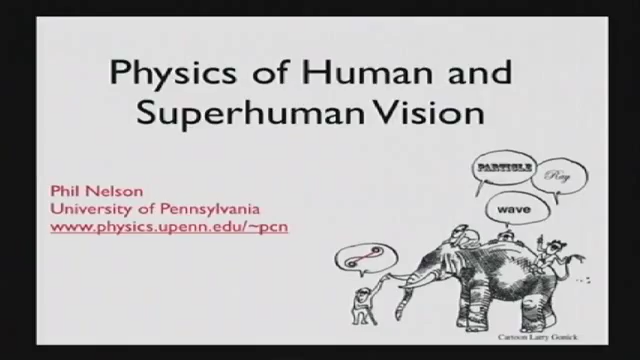 Physics of Human and
Superhuman Vision
Phil Nelson
University of Pennsylvania
www.physics.upenn.edu/~pcn
PARTICLE
Ray
wave
Cartoon Larry Gonick